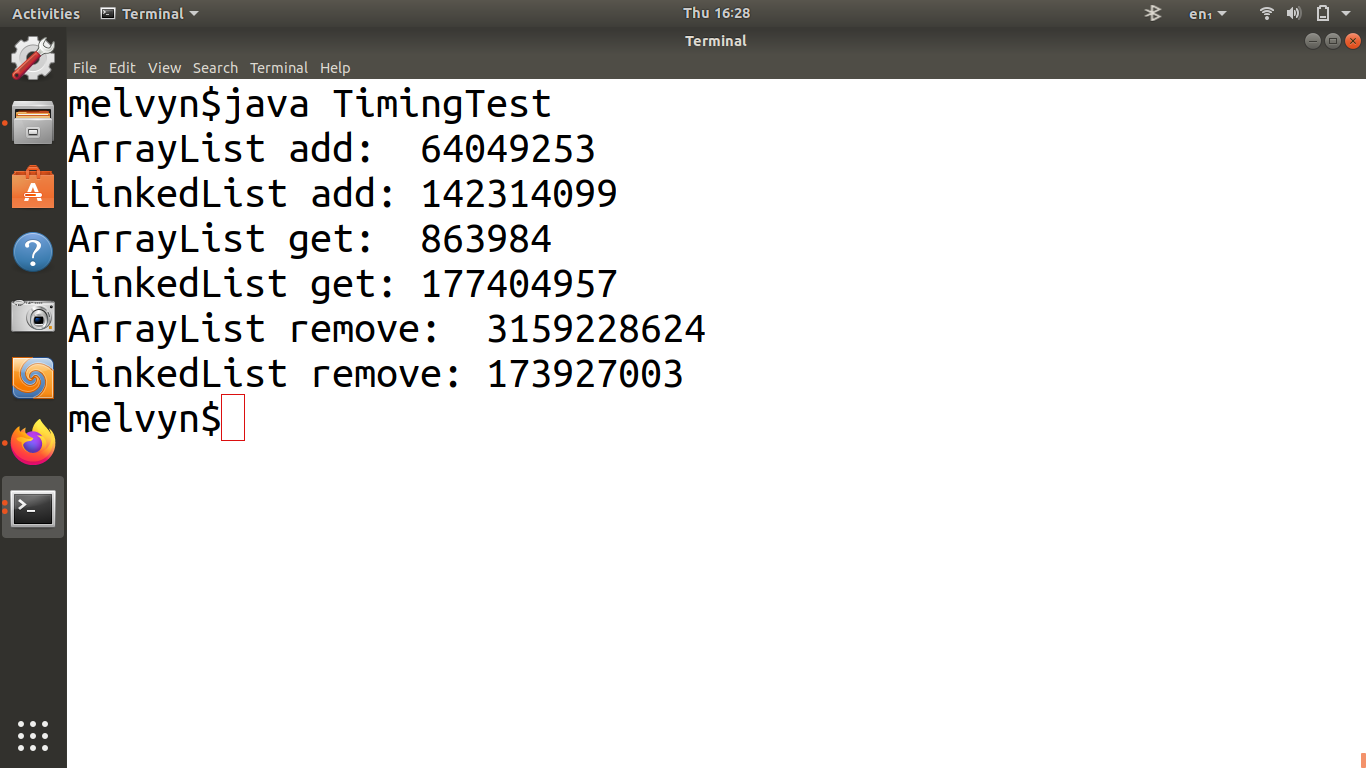 Activities Terminal Thu 16:28 en₁
Terminal
File Edit View Search Terminal Help
melvyn$java TimingTest
ArrayList add:  64049253
LinkedList add: 142314099
ArrayList get:  863984
LinkedList get: 177404957
ArrayList remove:  3159228624
LinkedList remove: 173927003
melvyn$